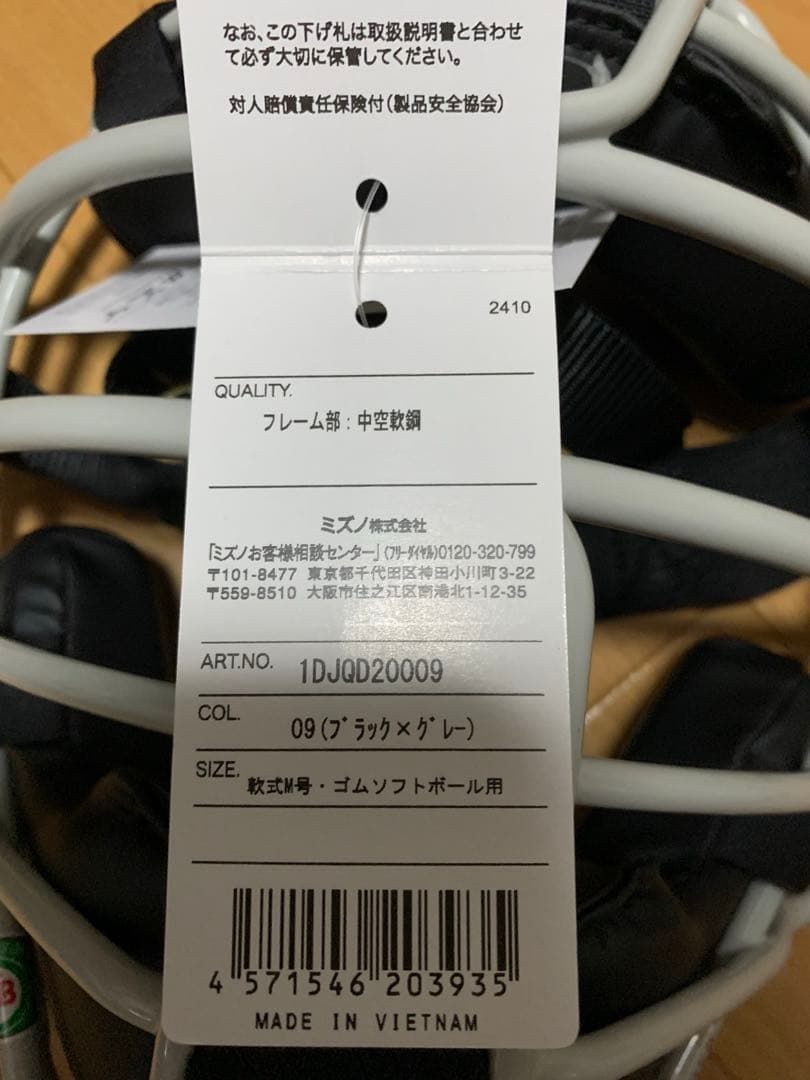 なお、この下げ札は取扱説明書と合わせ
て必ず大切に保管してください。
対人賠償責任保険付(製品安全協会)
2410
QUALITY.
フレーム部:中空軟鋼
ミズノ株式会社
「ミズノお客様相談センター」(フリーダイヤル)0120-320-799
〒101-8477 東京都千代田区神田小川町3-22
〒559-8510 大阪市住之江区南港北1-12-35
ART.NO. 1DJQD20009
COL. 09(ブラック×グレー)
SIZE. 軟式M号・ゴムソフトボール用
4 571546 203935
MADE IN VIETNAM